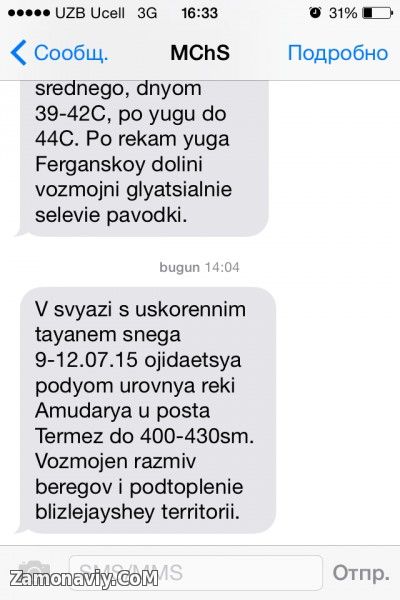 UZB Ucell 3G 16:33 31%
Сообщ. MChS Подробно
srednego, dnyom
39-42C, po yugu do
44C. Po rekam yuga
Ferganskoy dolini
vozmojni glyatsialnie
selevie pavodki.
bugun 14:04
V svyazi s uskorennim
tayanem snega
9-12.07.15 ojidaetsya
podyom urovnya reki
Amudarya u posta
Termez do 400-430sm.
Vozmojen razmiv
beregov i podtoplenie
blizlejayshey territorii.
SMS/MMS Отпр.
Zamonaviy.CoM